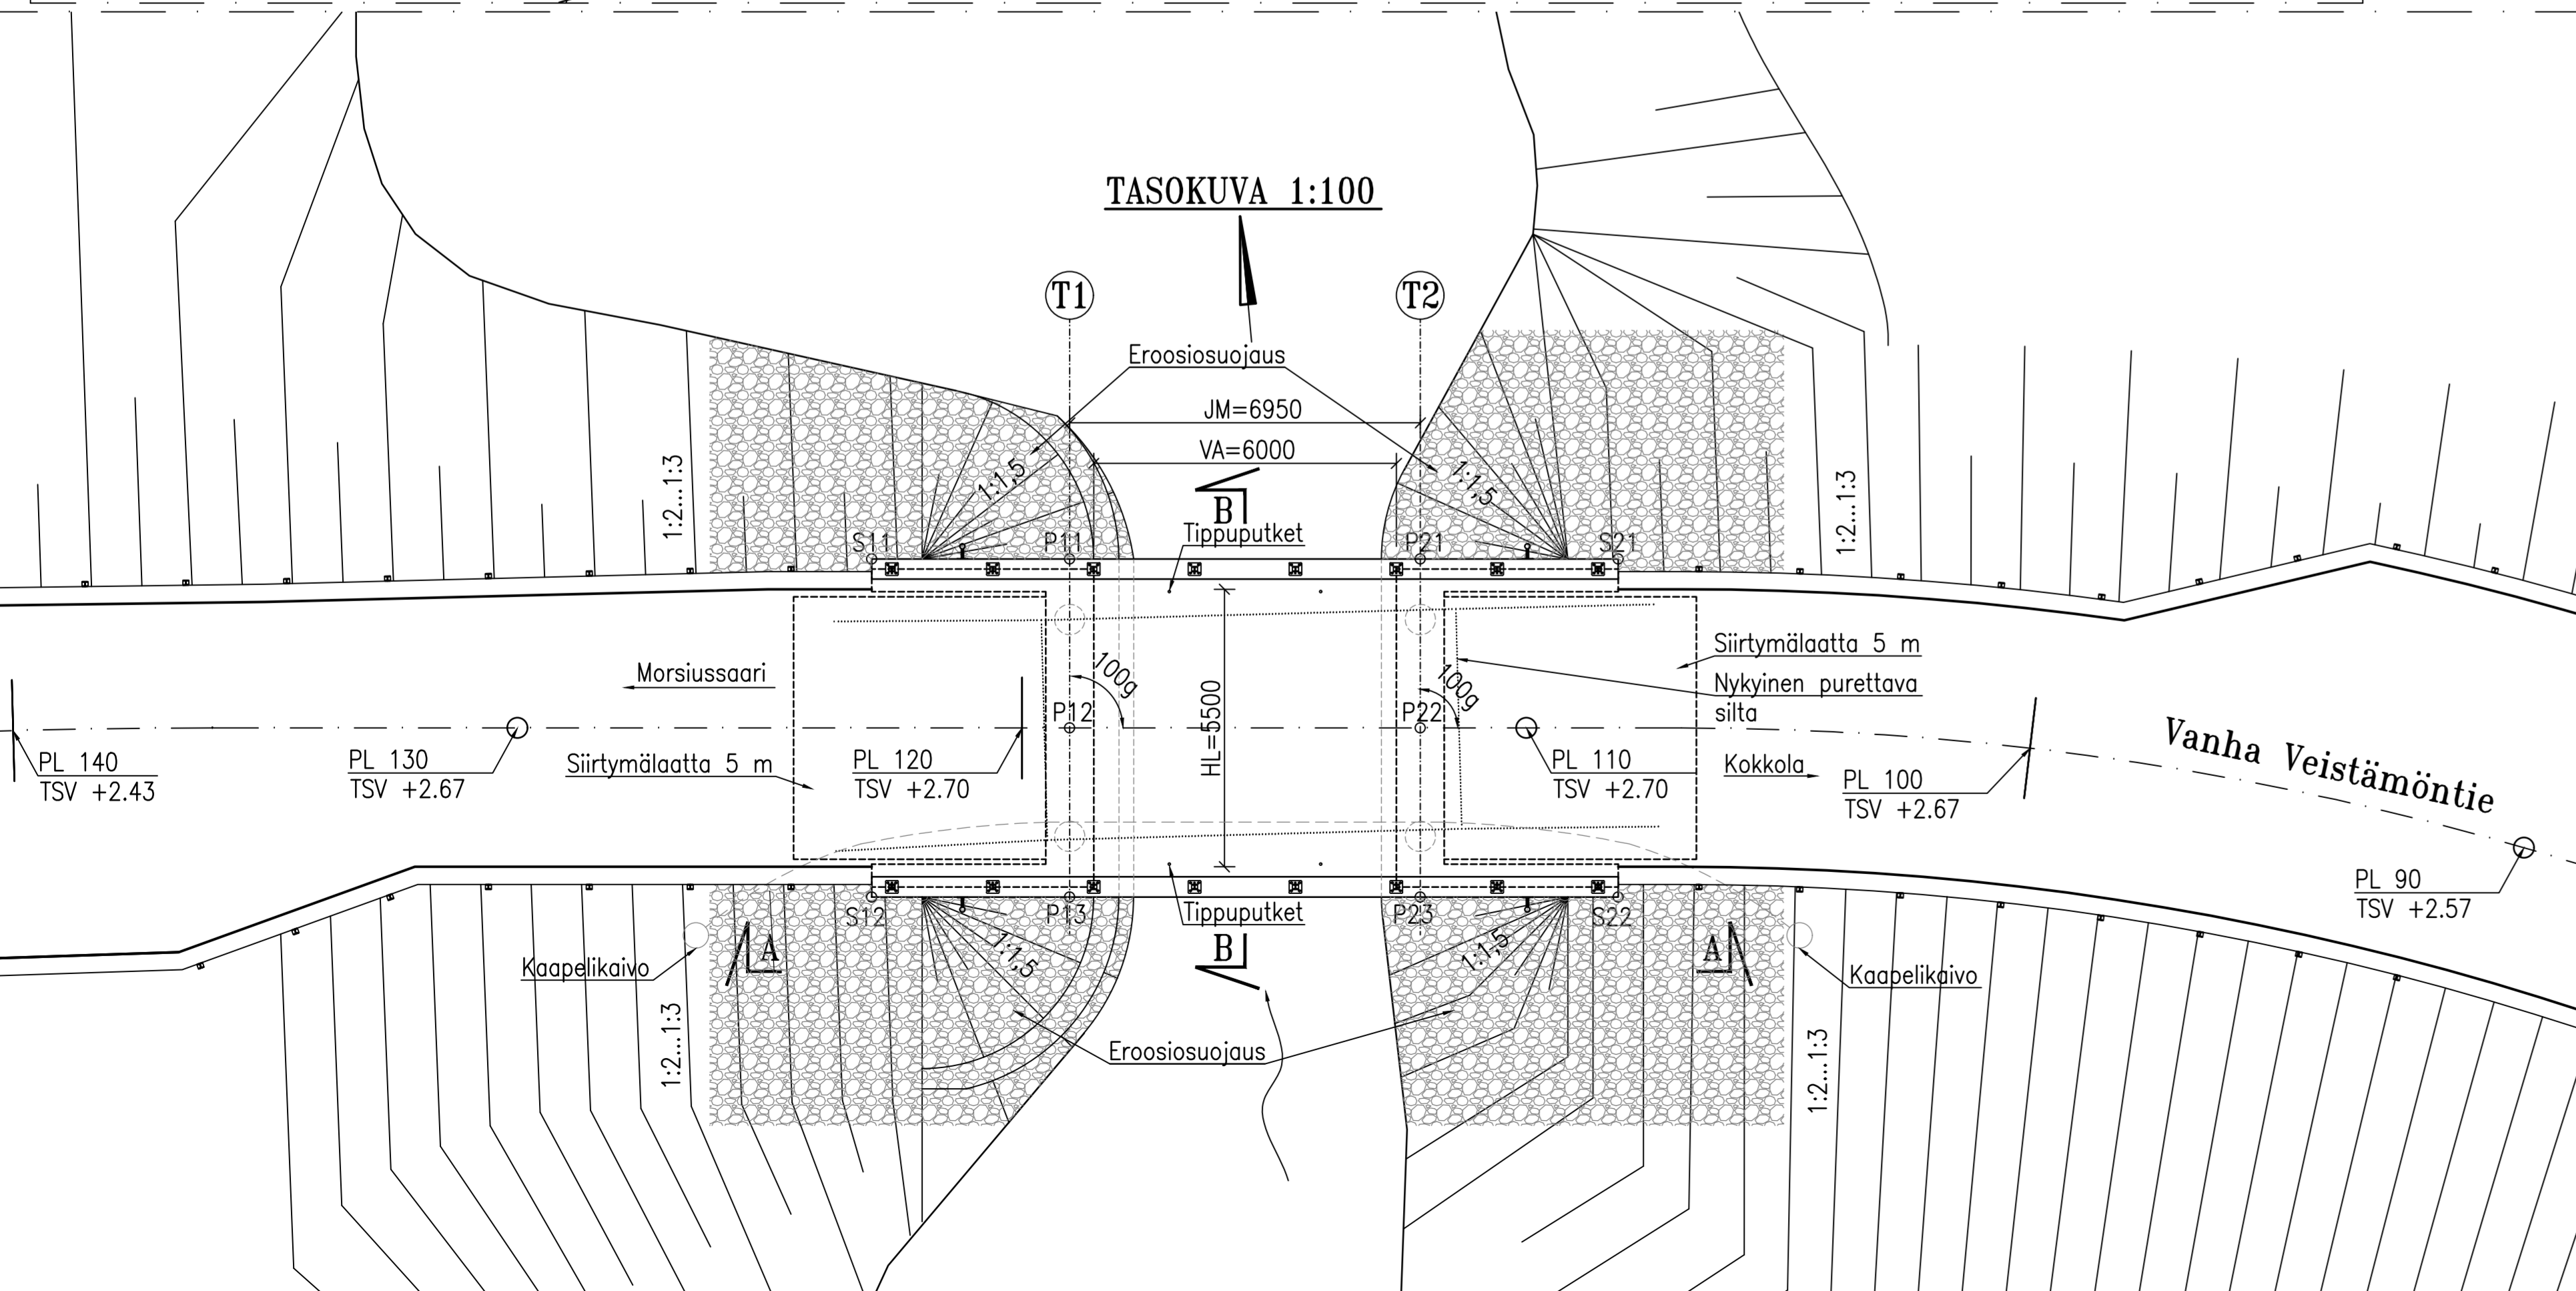 TASOKUVA 1:100
T1
T2
Eroosiosuojaus
JM=6950
VA=6000
1:2...1:3
1:1,5
1:1,5
1:2...1:3
B
Tippuputket
S11
P11
P21
S21
Morsiussaari
100g
100g
HL=5500
Siirtymälaatta 5 m
Nykyinen purettava
silta
P12
P22
Vanha Veistämöntie
PL 140
TSV +2.43
PL 130
TSV +2.67
Siirtymälaatta 5 m
PL 120
TSV +2.70
PL 110
TSV +2.70
Kokkola
PL 100
TSV +2.67
PL 90
TSV +2.57
S12
P13
Tippuputket
P23
S22
A
B
A
Kaapelikaivo
1:1,5
1:1,5
Kaapelikaivo
1:2...1:3
Eroosiosuojaus
1:2...1:3